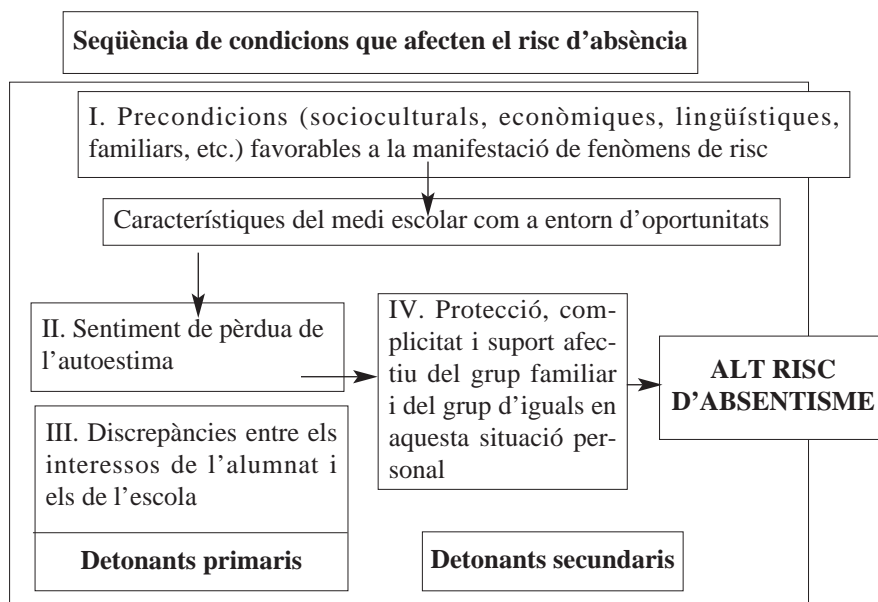 Seqüència de condicions que afecten el risc d’absència
I. Precondicions (socioculturals, econòmiques, lingüístiques,
familiars, etc.) favorables a la manifestació de fenòmens de risc
Característiques del medi escolar com a entorn d’oportunitats
II. Sentiment de pèrdua de
l’autoestima
III. Discrepàncies entre els
interessos de l’alumnat i
els de l’escola
Detonants primaris
IV. Protecció, com-
plicitat i suport afec-
tiu del grup familiar
i del grup d’iguals en
aquesta situació per-
sonal
Detonants secundaris
ALT RISC
D’ABSENTISME